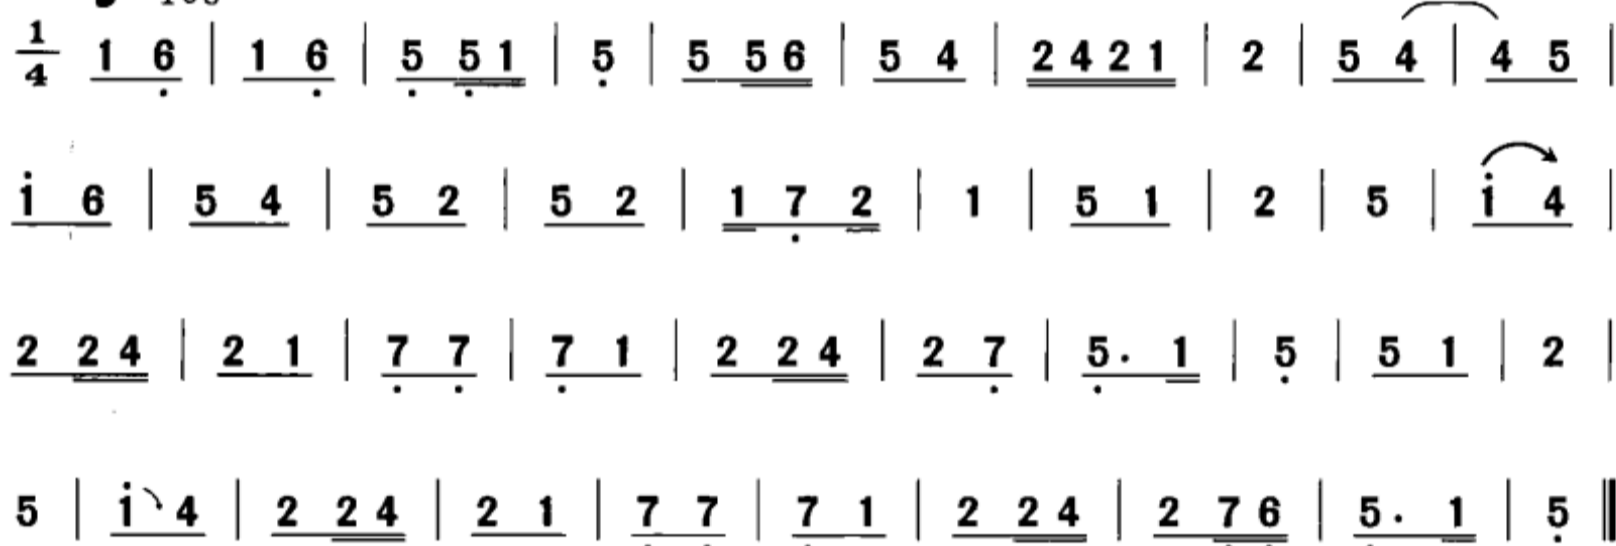 1/4 1 6̣ | 1 6̣ | 5̣ 5̣ 1 | 5̣ | 5 5 6 | 5 4 | 2 4 2 1 | 2 | 5 4 | 4 5 |
1̇ 6 | 5 4 | 5 2 | 5 2 | 1 7̣ 2 | 1 | 5 1 | 2 | 5 | 1̇ 4 |
2 2 4 | 2 1 | 7̣ 7̣ | 7̣ 1 | 2 2 4 | 2 7̣ | 5̣. 1 | 5̣ | 5 1 | 2 |
5 | 1̇ 4 | 2 2 4 | 2 1 | 7̣ 7̣ | 7̣ 1 | 2 2 4 | 2 7̣ 6̣ | 5̣. 1 | 5̣ ‖